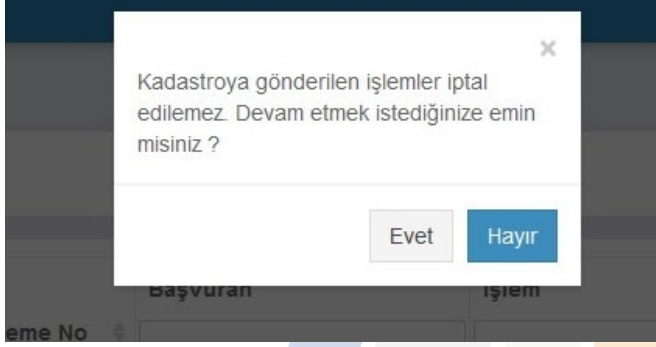 ×
Kadastroya gönderilen işlemler iptal
edilemez. Devam etmek istediğinize emin
misiniz ?
Evet Hayır
Başvuran İşlem
eme No